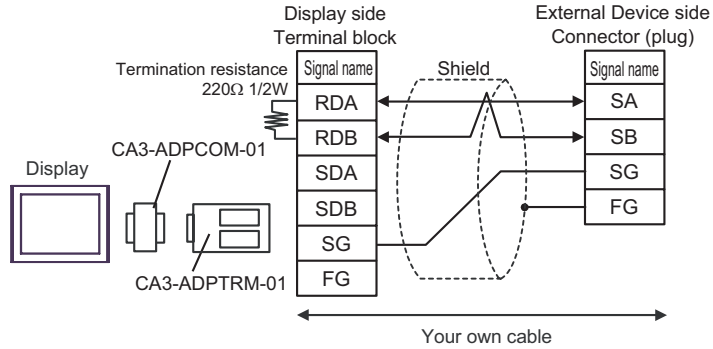 Display side
Terminal block
External Device side
Connector (plug)
Termination resistance
220Ω 1/2W
Signal name
Shield
Signal name
RDA
SA
RDB
SB
CA3-ADPCOM-01
Display
SDA
SG
SDB
FG
SG
CA3-ADPTRM-01
FG
Your own cable